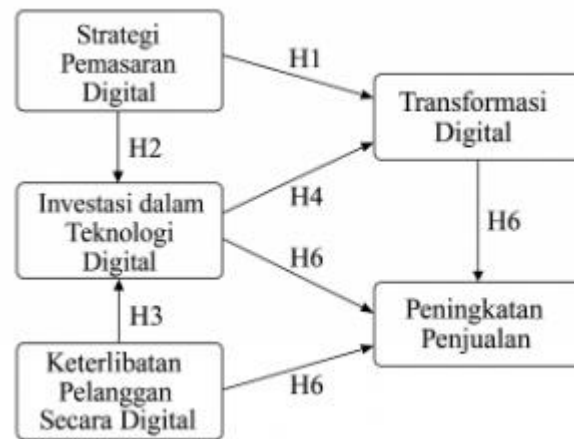 Strategi
Pemasaran
Digital
H1
Transformasi
Digital
H2
Investasi dalam
Teknologi
Digital
H4
H6
H6
H3
Peningkatan
Penjualan
Keterlibatan
Pelanggan
Secara Digital
H6